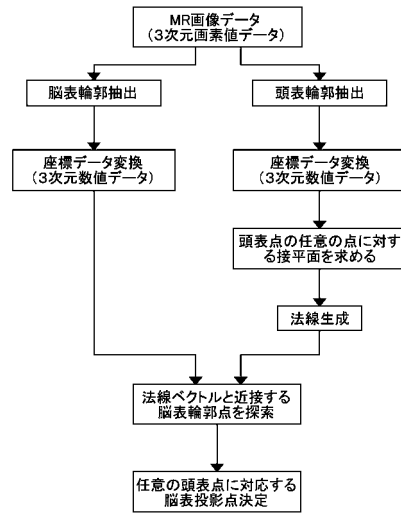 MR画像データ
(3次元画素値データ)
脳表輪郭抽出
頭表輪郭抽出
座標データ変換
(3次元数値データ)
座標データ変換
(3次元数値データ)
頭表点の任意の点に対す
る接平面を求める
法線生成
法線ベクトルと近接する
脳表輪郭点を探索
任意の頭表点に対応する
脳表投影点決定